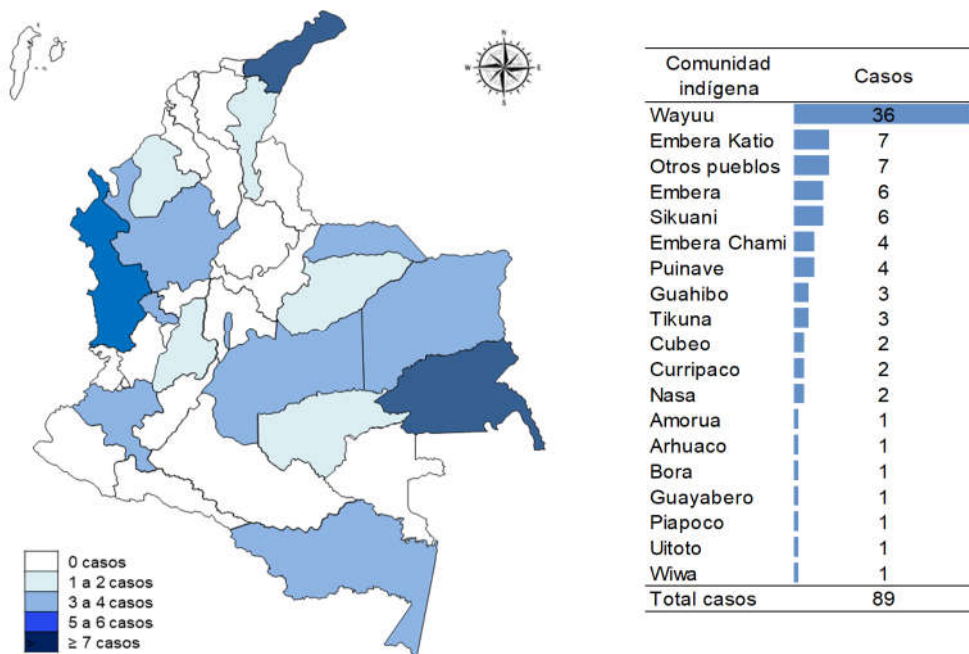 N
W
E
S
0 casos
1 a 2 casos
3 a 4 casos
5 a 6 casos
≥ 7 casos
Comunidad indígena Casos
Wayuu 36
Embera Katio 7
Otros pueblos 7
Embera 6
Sikuani 6
Embera Chami 4
Puinave 4
Guahibo 3
Tikuna 3
Cubeo 2
Curripaco 2
Nasa 2
Amorua 1
Arhuaco 1
Bora 1
Guayabero 1
Piapoco 1
Uitoto 1
Wiwa 1
Total casos 89